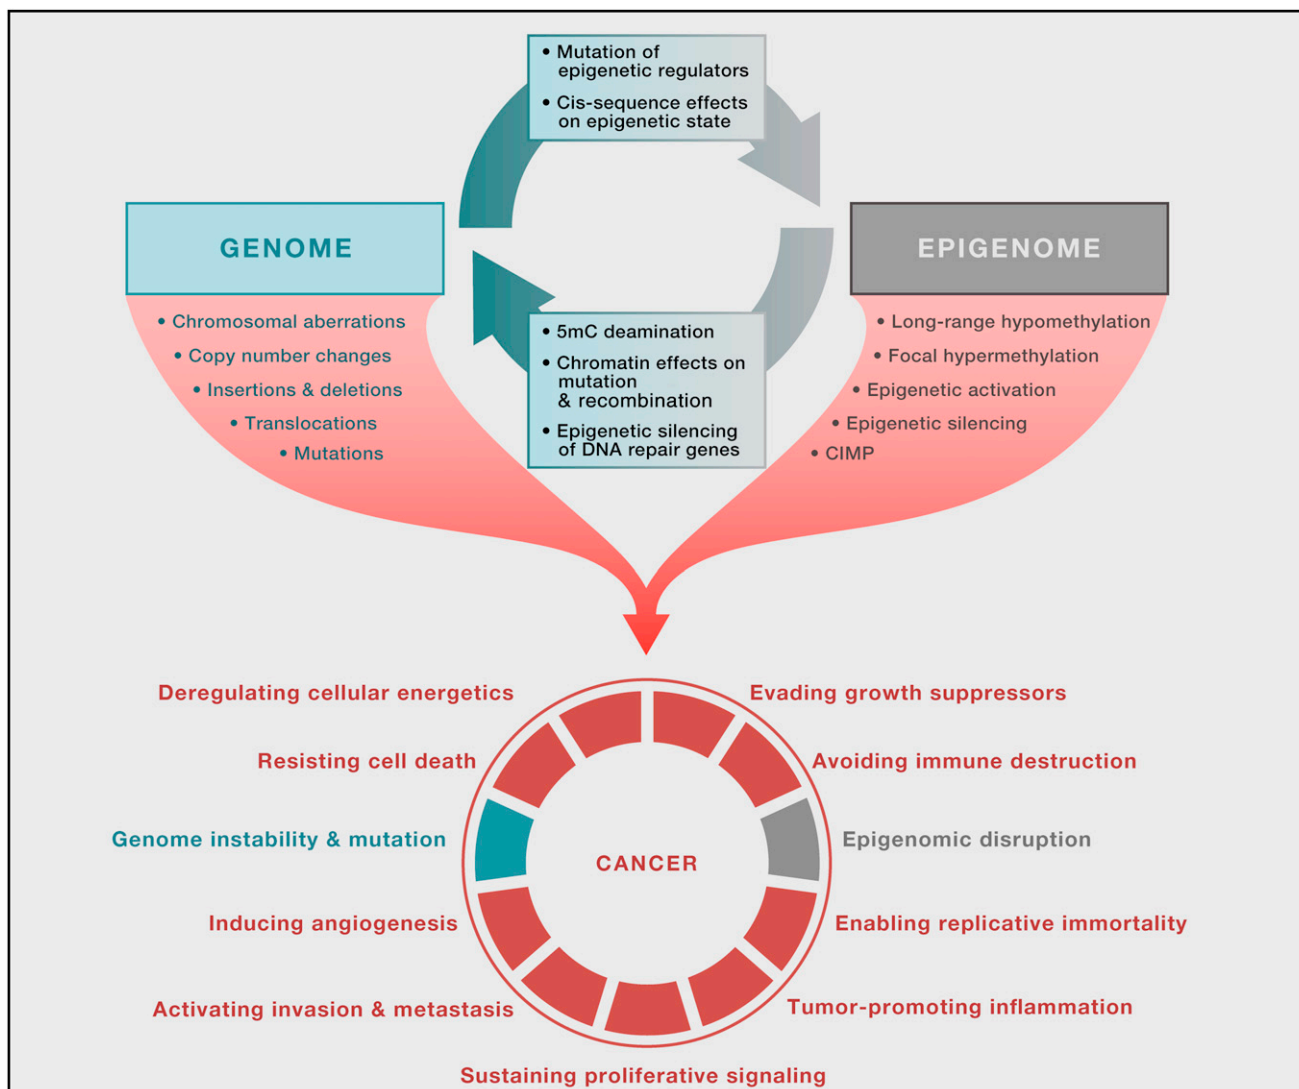 • Mutation of
epigenetic regulators
• Cis-sequence effects
on epigenetic state
GENOME
EPIGENOME
• Chromosomal aberrations
• Copy number changes
• Insertions & deletions
• Translocations
• Mutations
• 5mC deamination
• Chromatin effects on
mutation
& recombination
• Epigenetic silencing
of DNA repair genes
• Long-range hypomethylation
• Focal hypermethylation
• Epigenetic activation
• Epigenetic silencing
• CIMP
Deregulating cellular energetics
Evading growth suppressors
Resisting cell death
Avoiding immune destruction
Genome instability & mutation
CANCER
Epigenomic disruption
Inducing angiogenesis
Enabling replicative immortality
Activating invasion & metastasis
Tumor-promoting inflammation
Sustaining proliferative signaling